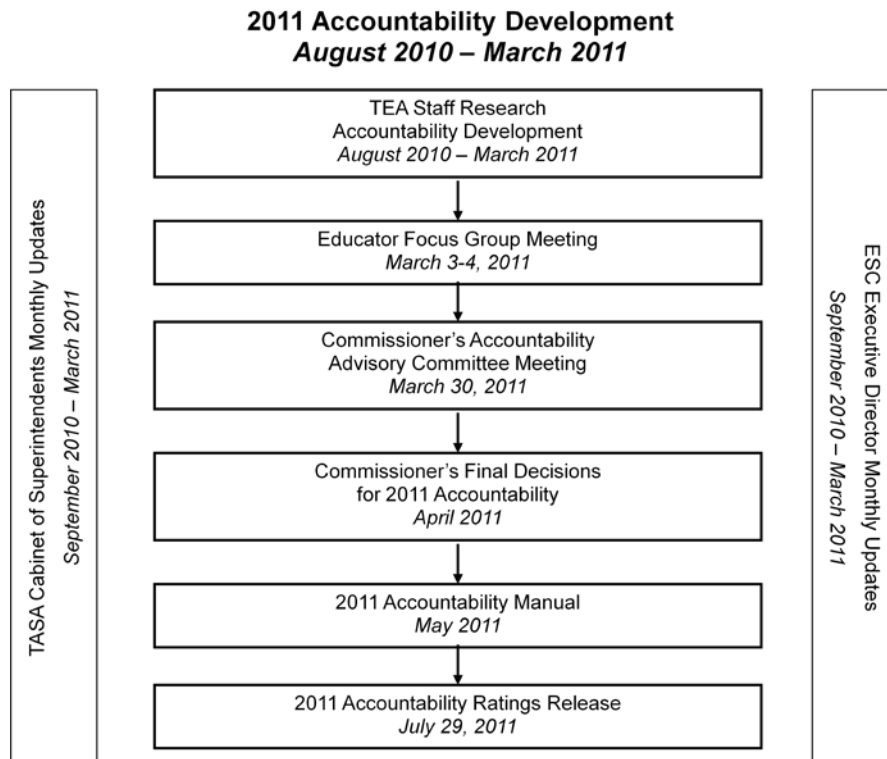 2011 Accountability Development
August 2010 – March 2011
TASA Cabinet of Superintendents Monthly Updates
September 2010 – March 2011
TEA Staff Research
Accountability Development
August 2010 – March 2011
Educator Focus Group Meeting
March 3-4, 2011
Commissioner's Accountability
Advisory Committee Meeting
March 30, 2011
Commissioner's Final Decisions
for 2011 Accountability
April 2011
2011 Accountability Manual
May 2011
2011 Accountability Ratings Release
July 29, 2011
ESC Executive Director Monthly Updates
September 2010 – March 2011